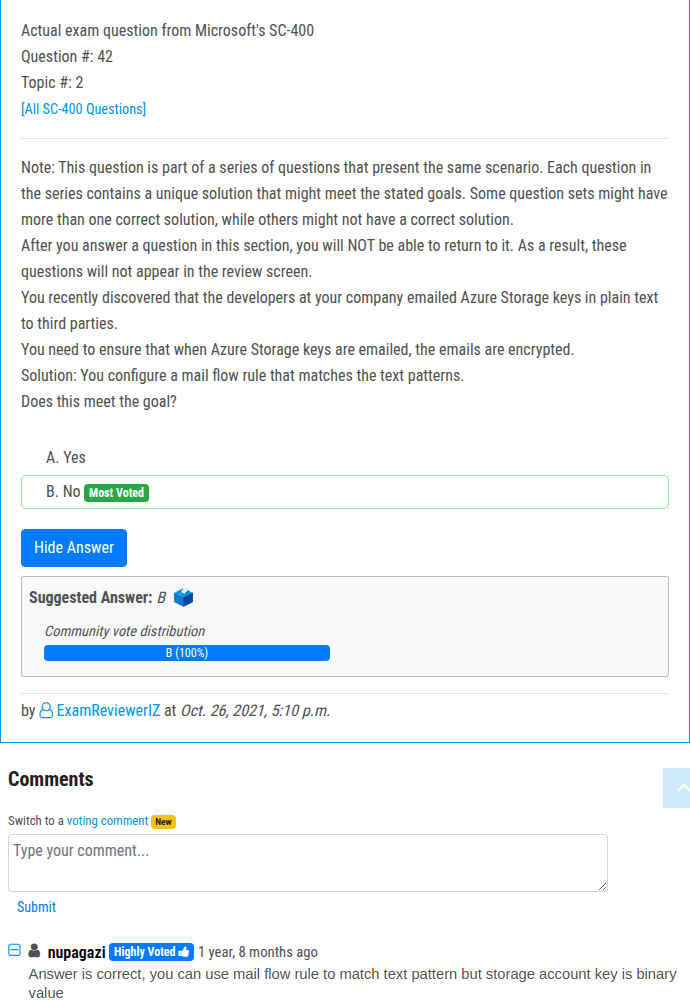 Actual exam question from Microsoft's SC-400
Question #: 42
Topic #: 2
[All SC-400 Questions]
Note: This question is part of a series of questions that present the same scenario. Each question in
the series contains a unique solution that might meet the stated goals. Some question sets might have
more than one correct solution, while others might not have a correct solution.
After you answer a question in this section, you will NOT be able to return to it. As a result, these
questions will not appear in the review screen.
You recently discovered that the developers at your company emailed Azure Storage keys in plain text
to third parties.
You need to ensure that when Azure Storage keys are emailed, the emails are encrypted.
Solution: You configure a mail flow rule that matches the text patterns.
Does this meet the goal?
A. Yes
B. No Most Voted
Hide Answer
Suggested Answer: B
Community vote distribution
B (100%)
by ExamReviewerIZ at Oct. 26, 2021, 5:10 p.m.
Comments
Switch to a voting comment New
Type your comment...
Submit
nupagazi Highly Voted 1 year, 8 months ago
Answer is correct, you can use mail flow rule to match text pattern but storage account key is binary
value